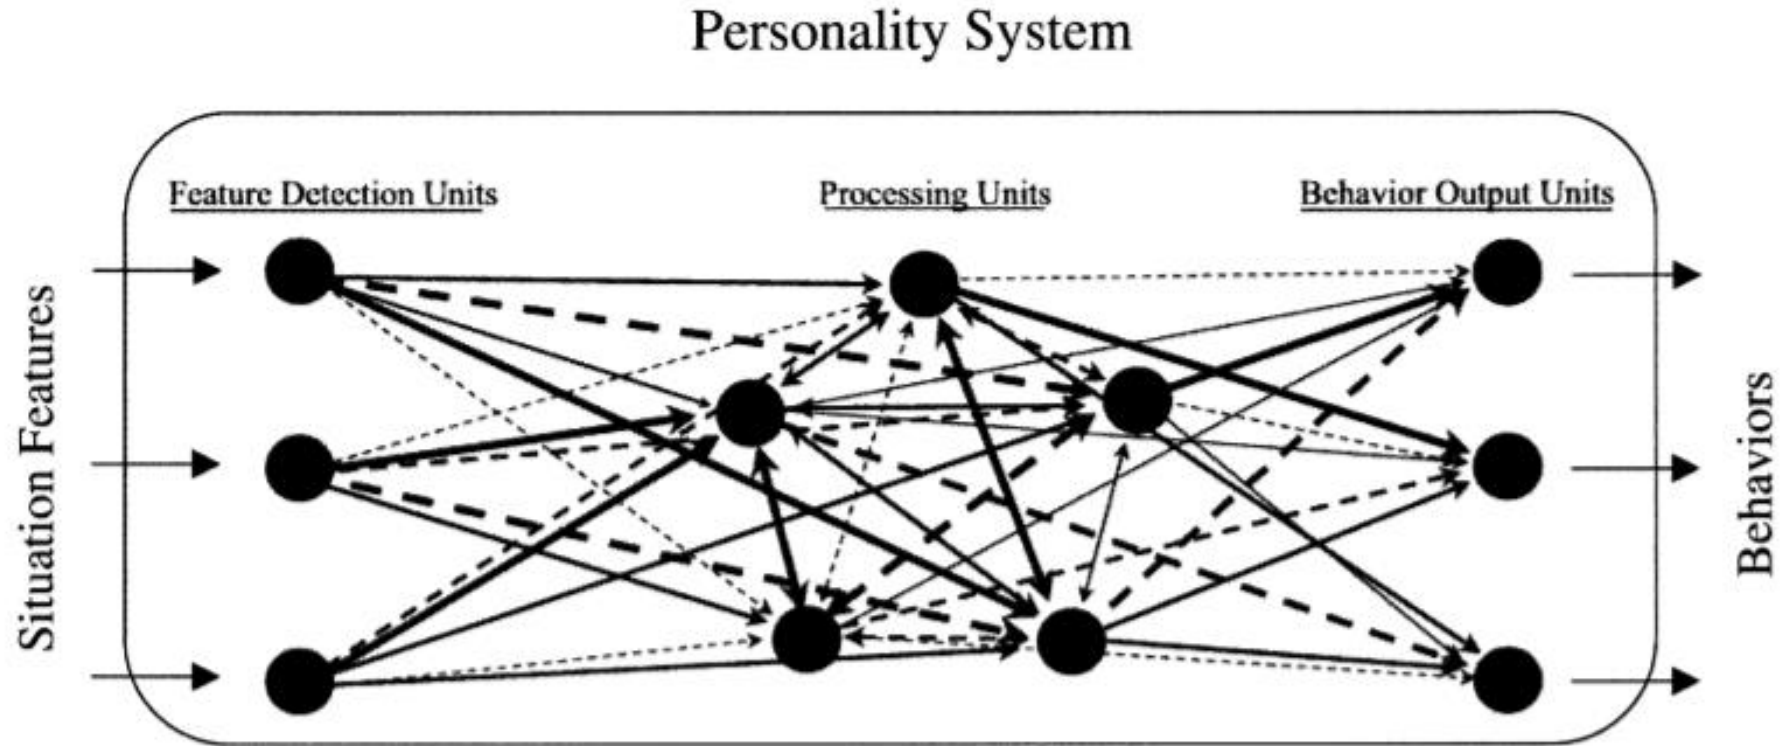 Personality System
Feature Detection Units
Processing Units
Behavior Output Units
Situation Features
Behaviors